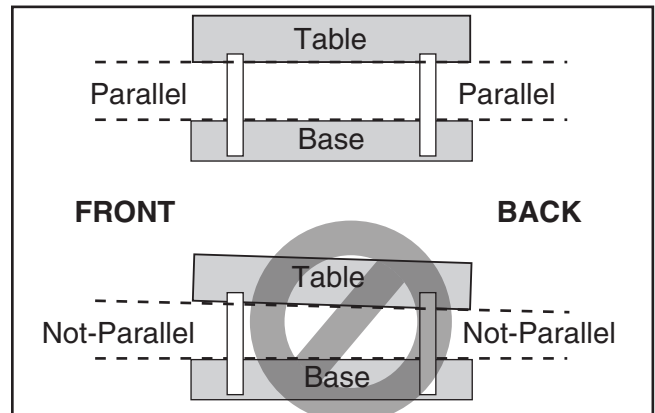 Table
Parallel Parallel
Base
FRONT BACK
Table
Not-Parallel Not-Parallel
Base